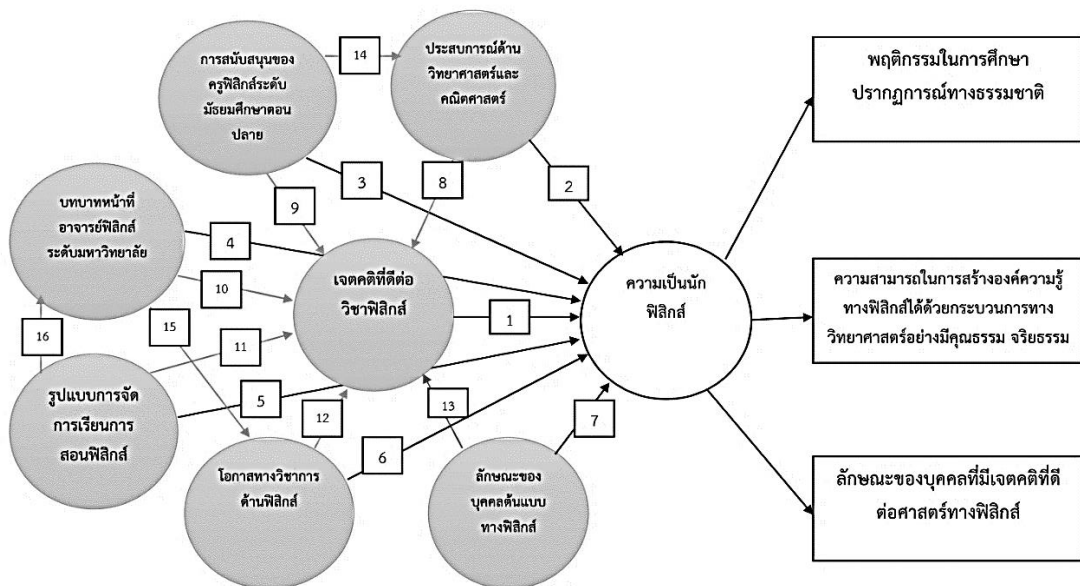 การสนับสนุนของ
ครูฟิสิกส์ระดับ
มัธยมศึกษาตอน
ปลาย
14
ประสบการณ์ด้าน
วิทยาศาสตร์และ
คณิตศาสตร์
พฤติกรรมในการศึกษา
ปรากฏการณ์ทางธรรมชาติ
3
8
2
9
บทบาทหน้าที่
อาจารย์ฟิสิกส์
ระดับมหาวิทยาลัย
4
10
16
15
11
เจตคติที่ดีต่อ
วิชาฟิสิกส์
1
ความเป็นนัก
ฟิสิกส์
ความสามารถในการสร้างองค์ความรู้
ทางฟิสิกส์ได้ด้วยกระบวนการทาง
วิทยาศาสตร์อย่างมีคุณธรรม จริยธรรม
รูปแบบการจัด
การเรียนการ
สอนฟิสิกส์
5
12
13
7
6
โอกาสทางวิชาการ
ด้านฟิสิกส์
ลักษณะของ
บุคคลต้นแบบ
ทางฟิสิกส์
ลักษณะของบุคคลที่มีเจตคติที่ดี
ต่อศาสตร์ทางฟิสิกส์